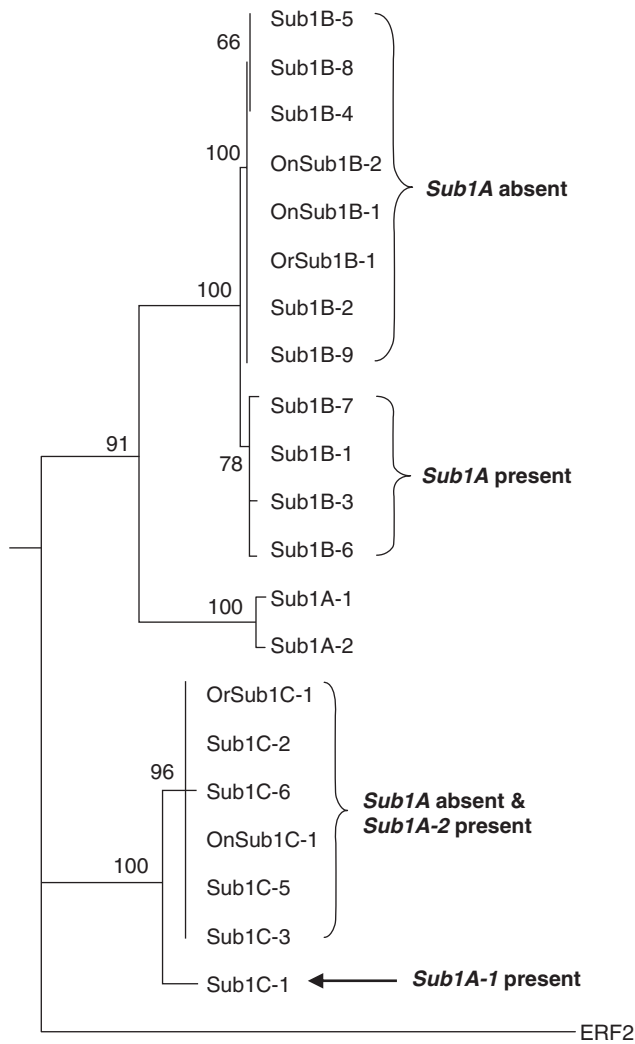 Sub1B-5
66
Sub1B-8
Sub1B-4
100
OnSub1B-2
Sub1A absent
OnSub1B-1
OrSub1B-1
100
Sub1B-2
Sub1B-9
Sub1B-7
91
Sub1B-1
78
Sub1A present
Sub1B-3
Sub1B-6
100
Sub1A-1
Sub1A-2
OrSub1C-1
Sub1C-2
96
Sub1C-6
Sub1A absent &
Sub1A-2 present
OnSub1C-1
100
Sub1C-5
Sub1C-3
Sub1C-1
Sub1A-1 present
ERF2